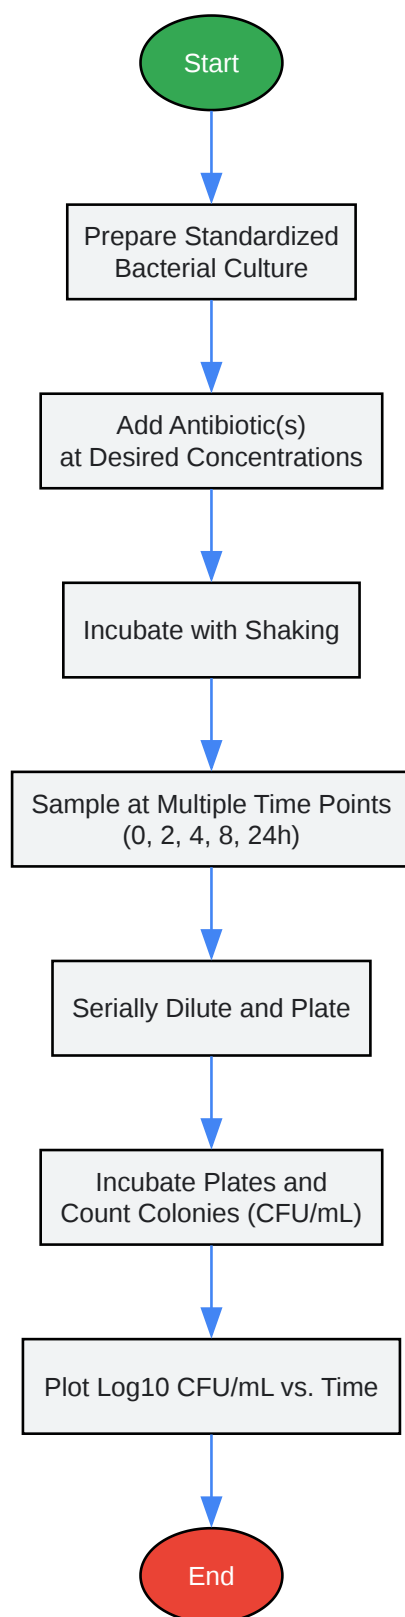 Start
Prepare Standardized
Bacterial Culture
Add Antibiotic(s)
at Desired Concentrations
Incubate with Shaking
Sample at Multiple Time Points
(0, 2, 4, 8, 24h)
Serially Dilute and Plate
Incubate Plates and
Count Colonies (CFU/mL)
Plot Log10 CFU/mL vs. Time
End